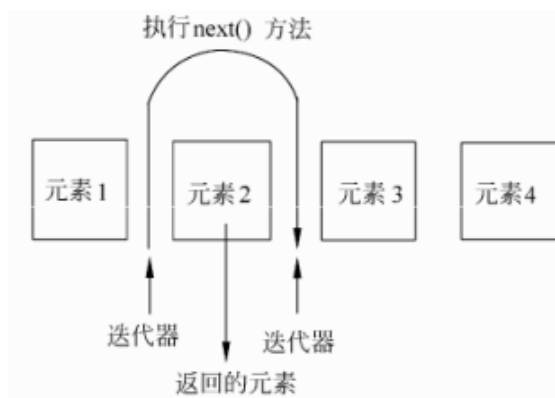 执行next() 方法
元素1
元素2
元素3
元素4
迭代器
迭代器
返回的元素